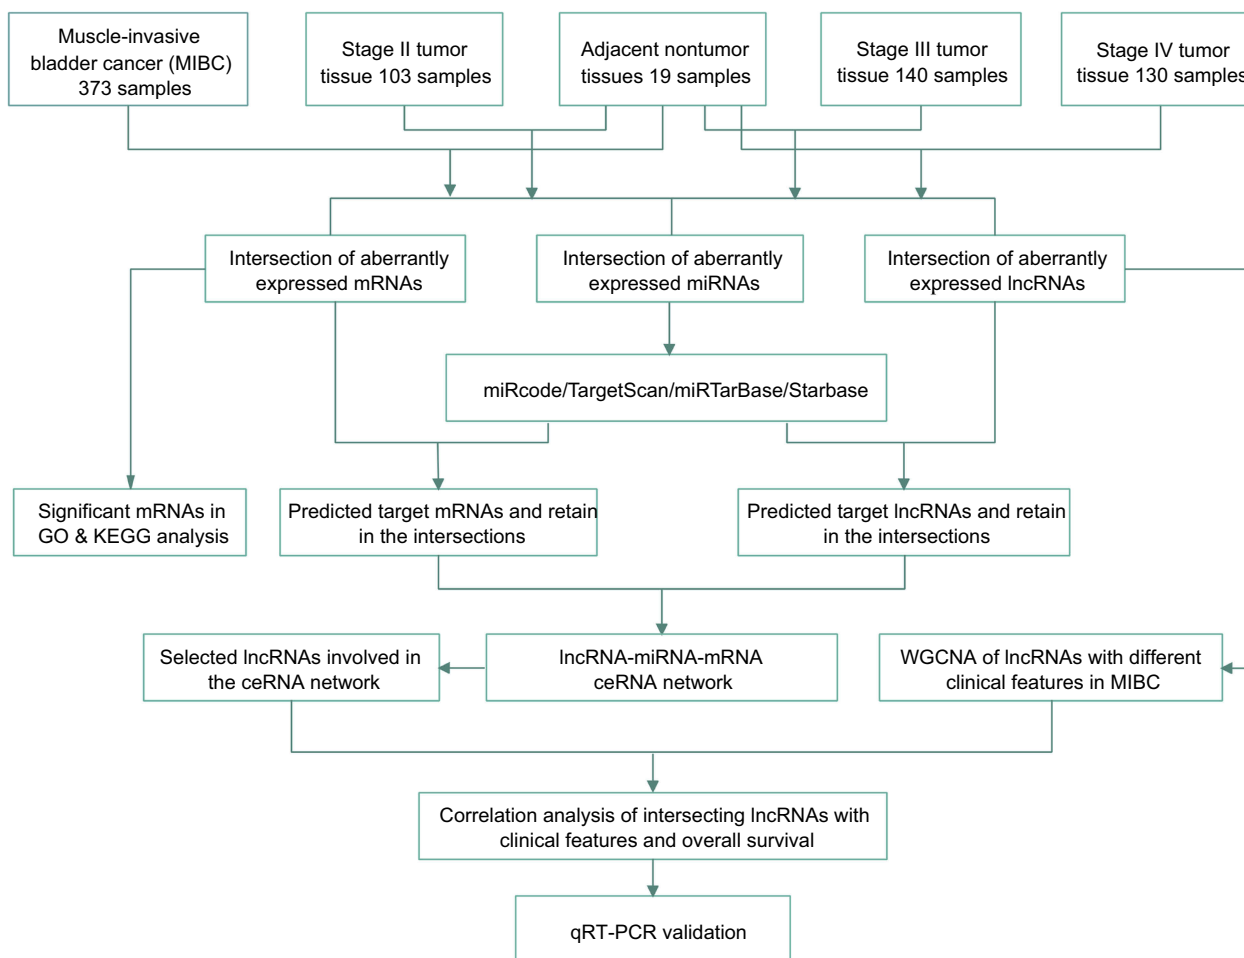 Muscle-invasive
bladder cancer (MIBC)
373 samples
Stage II tumor
tissue 103 samples
Adjacent nontumor
tissues 19 samples
Stage III tumor
tissue 140 samples
Stage IV tumor
tissue 130 samples
Intersection of aberrantly
expressed mRNAs
Intersection of aberrantly
expressed miRNAs
Intersection of aberrantly
expressed lncRNAs
miRcode/TargetScan/miRTarBase/Starbase
Significant mRNAs in
GO & KEGG analysis
Predicted target mRNAs and retain
in the intersections
Predicted target lncRNAs and retain
in the intersections
Selected lncRNAs involved in
the ceRNA network
lncRNA-miRNA-mRNA
ceRNA network
WGCNA of lncRNAs with different
clinical features in MIBC
Correlation analysis of intersecting lncRNAs with
clinical features and overall survival
qRT-PCR validation